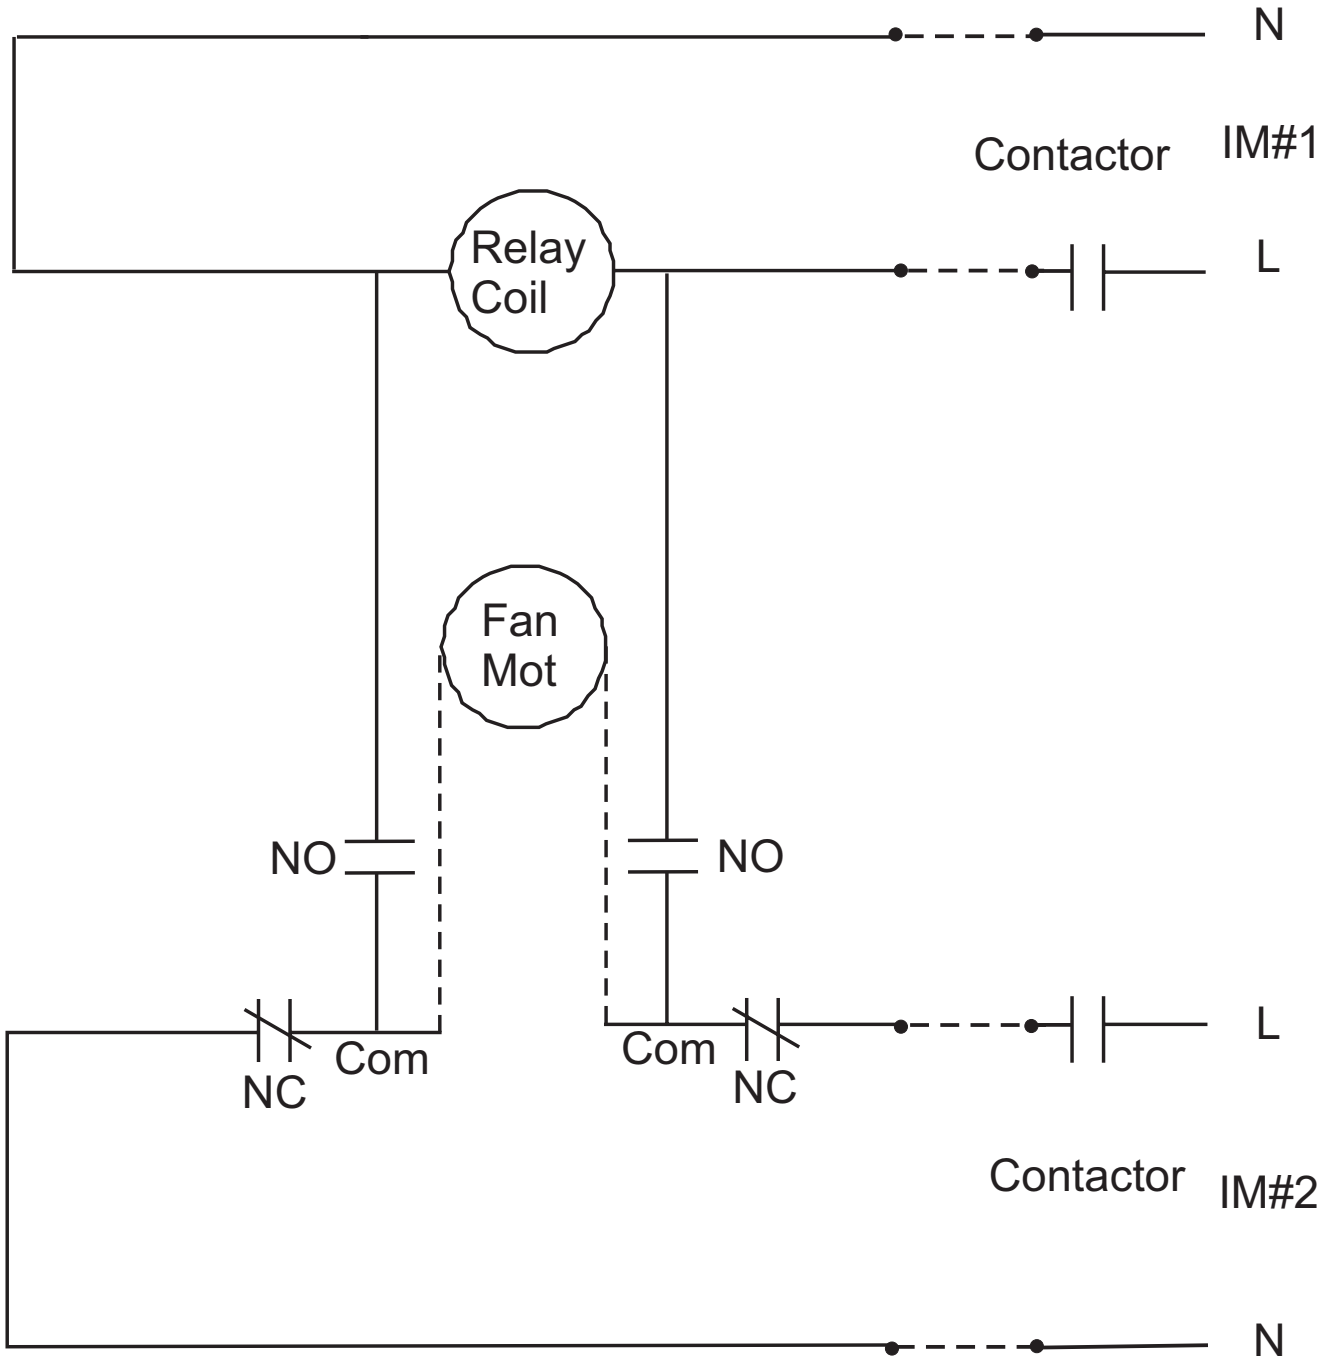 N
IM#1
Contactor
Relay
Coil
L
Fan
Mot
NO
NO
Com
Com
NC
NC
L
Contactor
IM#2
N